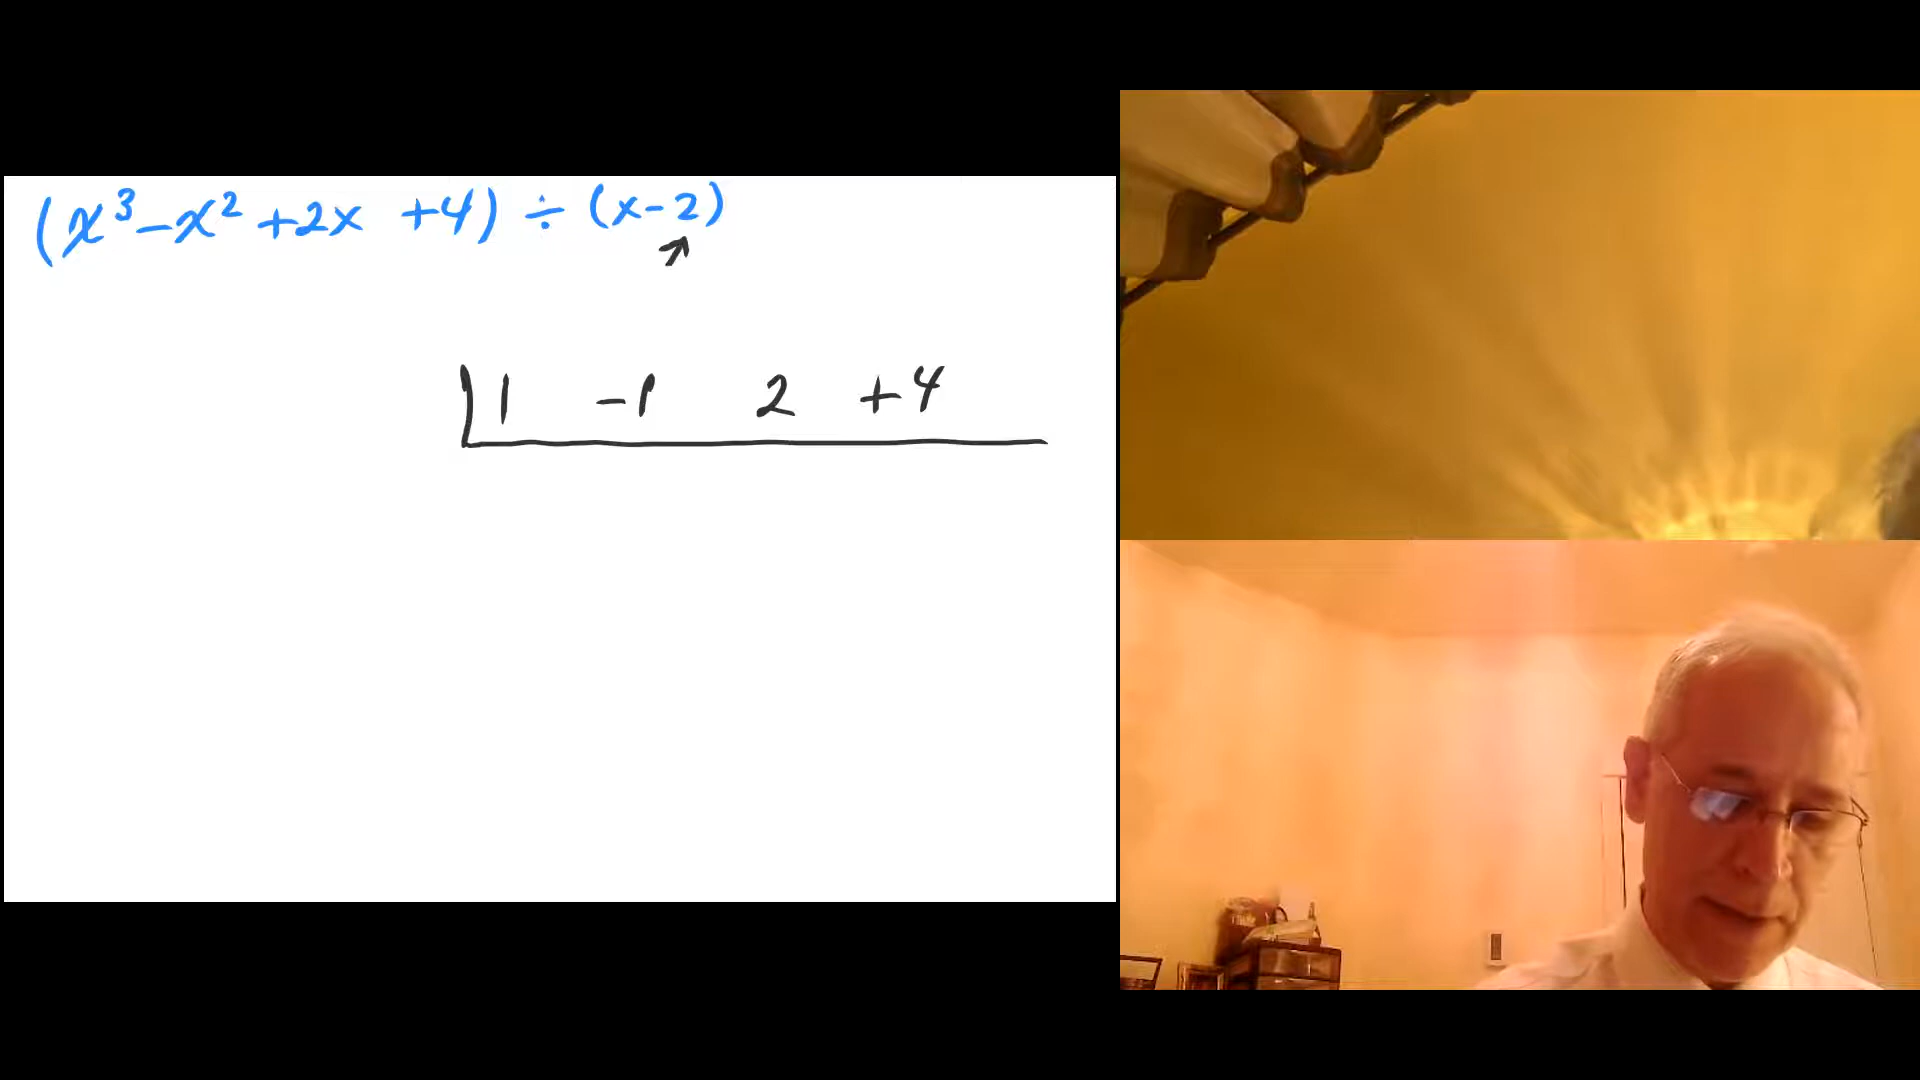 (x³-x²+2x +4) ÷ (x-2)
1 -1 2 +4